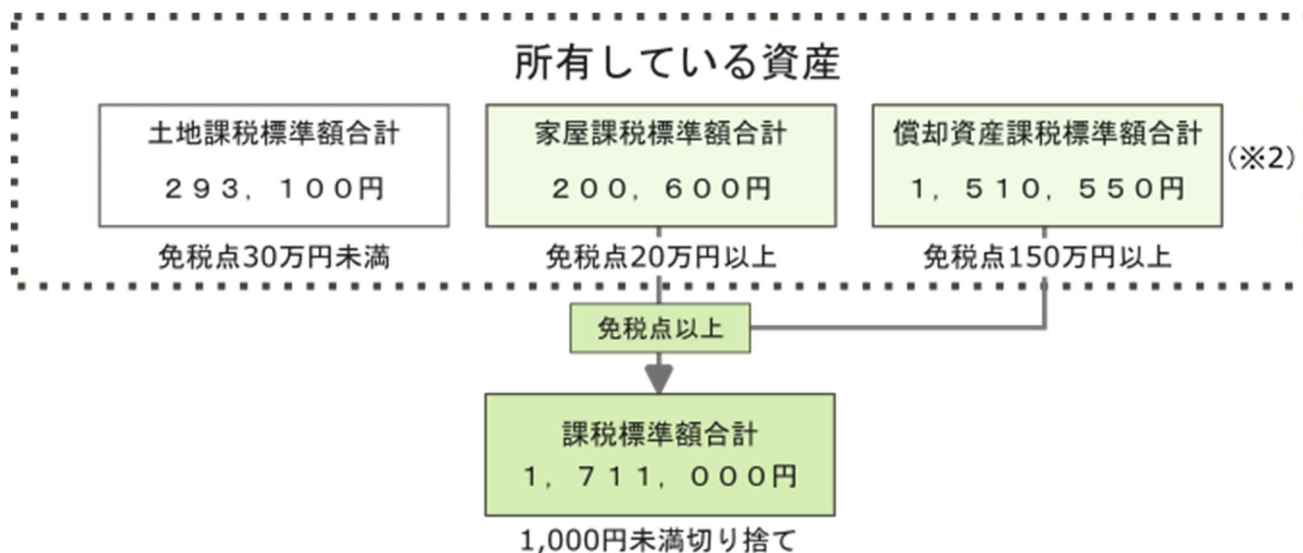 所有している資産
土地課税標準額合計
293,100円
免税点30万円未満
家屋課税標準額合計
200,600円
免税点20万円以上
償却資産課税標準額合計
1,510,550円
(※2)
免税点150万円以上
免税点以上
課税標準額合計
1,711,000円
1,000円未満切り捨て